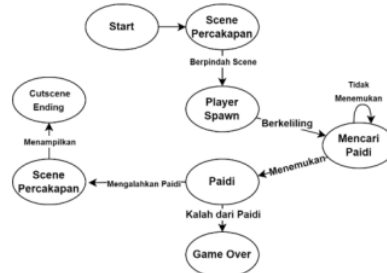 Start
Scene
Percakapan
Berpindah Scene
Player
Spawn
Berkeliling
Tidak
Menemukan
Mencari
Paidi
Menemukan
Paidi
Mengalahkan Paidi
Kalah dari Paidi
Game Over
Scene
Percakapan
Menampilkan
Cutscene
Ending